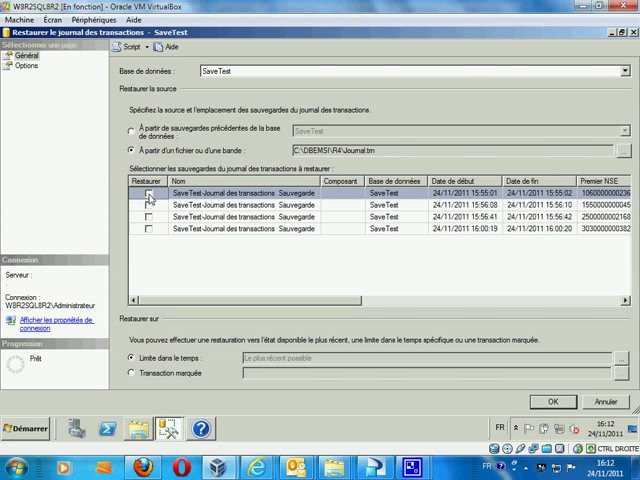 W8R2SQL8R2 [En fonction] - Oracle VM VirtualBox
Machine Écran Périphériques Aide
Restaurer le journal des transactions - SaveTest
Sélectionner une page
Général
Options
Script Aide
Base de données : SaveTest
Restaurer la source
Spécifiez la source et l'emplacement des sauvegardes du journal des transactions.
À partir de sauvegardes précédentes de la base de données : SaveTest
À partir d'un fichier ou d'une bande : C:\DBEMSI\R4\Journal.trn ...
Sélectionner les sauvegardes du journal des transactions à restaurer :
Restaurer Nom Composant Base de données Date de début Date de fin Premier NSE
SaveTest-Journal des transactions Sauvegarde SaveTest 24/11/2011 15:55:01 24/11/2011 15:55:02 1060000000236
SaveTest-Journal des transactions Sauvegarde SaveTest 24/11/2011 15:56:08 24/11/2011 15:56:10 1550000000045
SaveTest-Journal des transactions Sauvegarde SaveTest 24/11/2011 15:56:41 24/11/2011 15:56:42 2500000002168
SaveTest-Journal des transactions Sauvegarde SaveTest 24/11/2011 16:00:19 24/11/2011 16:00:20 3030000000382
Connexion
Serveur :
.
Connexion :
W8R2SQL8R2\Administrateur
Afficher les propriétés de connexion
Progression
Prêt
Restaurer sur
Vous pouvez effectuer une restauration vers l'état disponible le plus récent, une limite dans le temps spécifique ou une transaction marquée.
Limite dans le temps : Le plus récent possible ...
Transaction marquée ...
OK Annuler
Démarrer
FR
16:12
24/11/2011
CTRL DROITE
FR
16:12
24/11/2011